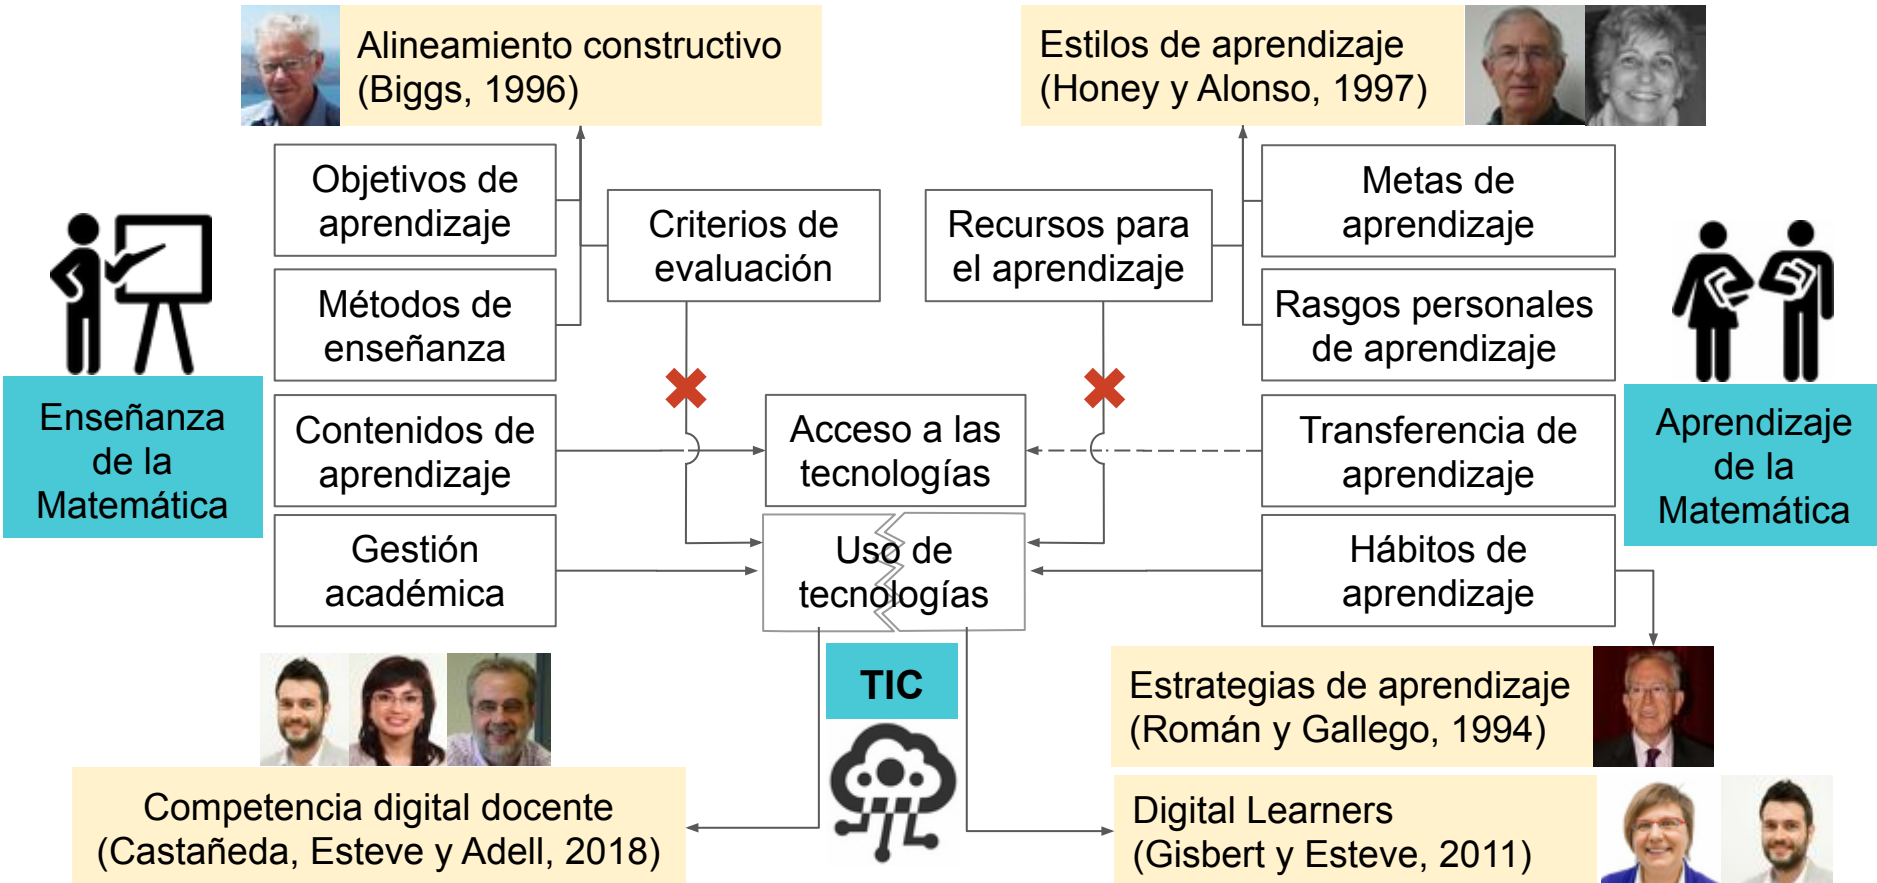 Alineamiento constructivo
(Biggs, 1996)
Estilos de aprendizaje
(Honey y Alonso, 1997)
Objetivos de
aprendizaje
Criterios de
evaluación
Métodos de
enseñanza
Recursos para
el aprendizaje
Metas de
aprendizaje
Rasgos personales
de aprendizaje
Enseñanza
de la
Matemática
Contenidos de
aprendizaje
Acceso a las
tecnologías
Transferencia de
aprendizaje
Aprendizaje
de la
Matemática
Gestión
académica
Uso de
tecnologías
Hábitos de
aprendizaje
TIC
Estrategias de aprendizaje
(Román y Gallego, 1994)
Competencia digital docente
(Castañeda, Esteve y Adell, 2018)
Digital Learners
(Gisbert y Esteve, 2011)